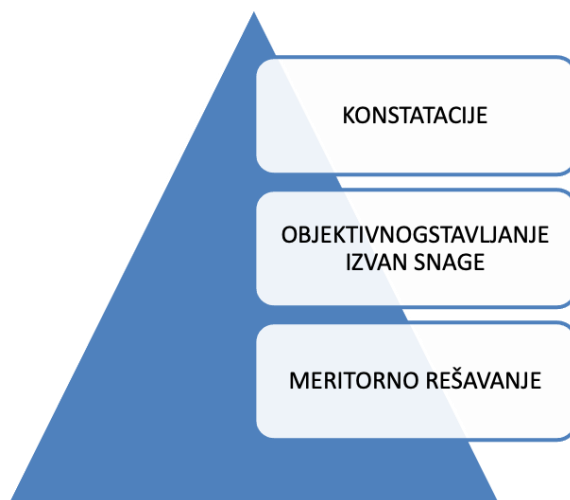 KONSTATACIJE
OBJEKTIVNOGSTAVLJANJE
IZVAN SNAGE
MERITORNO REŠAVANJE